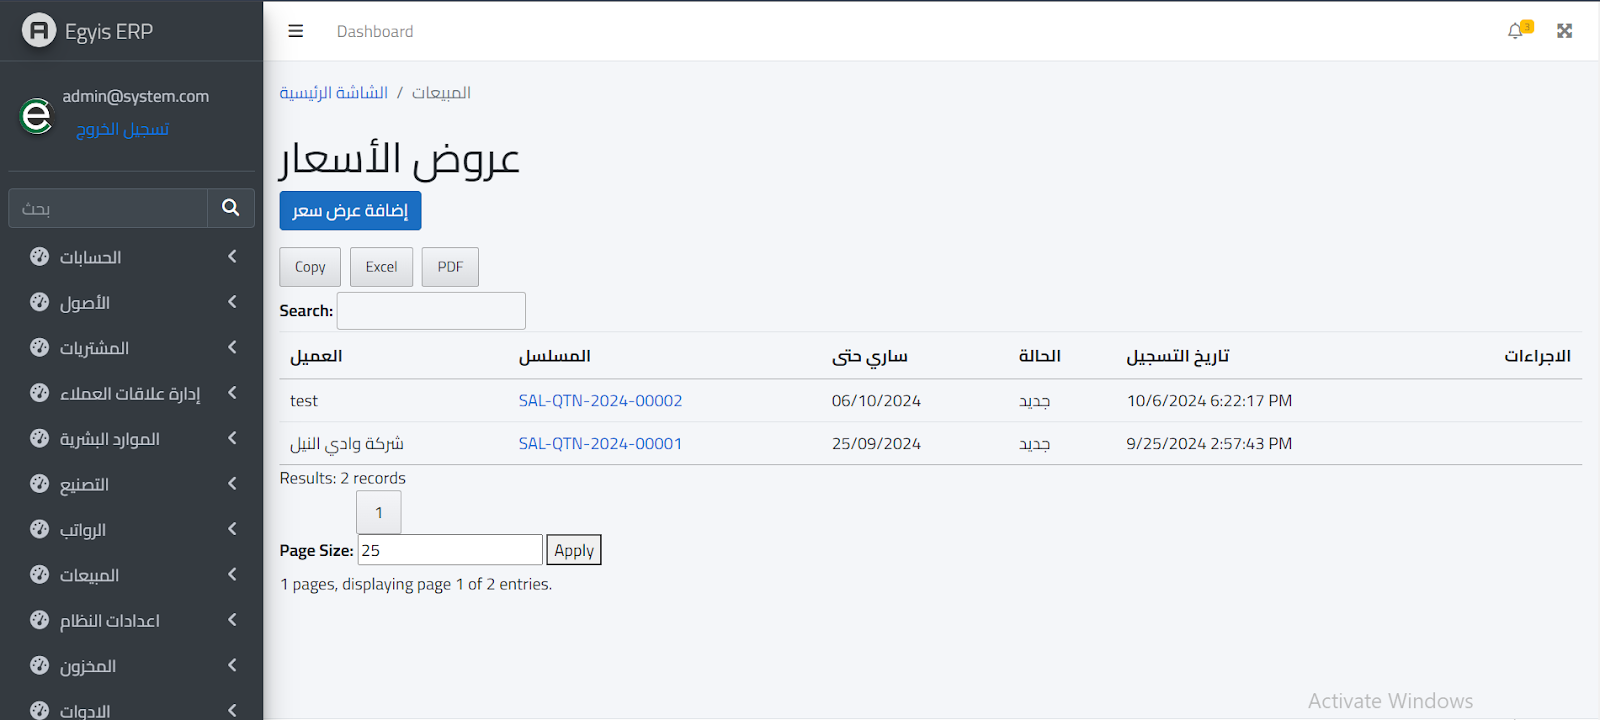 Egyis ERP
admin@system.com
تسجيل الخروج
بحث
الحسابات
الأصول
المشتريات
إدارة علاقات العملاء
الموارد البشرية
التصنيع
الرواتب
المبيعات
اعدادات النظام
المخزون
الادوات
Dashboard
3
الشاشة الرئيسية / المبيعات
عروض الأسعار
إضافة عرض سعر
Copy Excel PDF
Search:
العميل المسلسل ساري حتى الحالة تاريخ التسجيل الاجراءات
test SAL-QTN-2024-00002 06/10/2024 جديد 10/6/2024 6:22:17 PM
شركة وادي النيل SAL-QTN-2024-00001 25/09/2024 جديد 9/25/2024 2:57:43 PM
Results: 2 records
1
Page Size: 25 Apply
1 pages, displaying page 1 of 2 entries.
Activate Windows